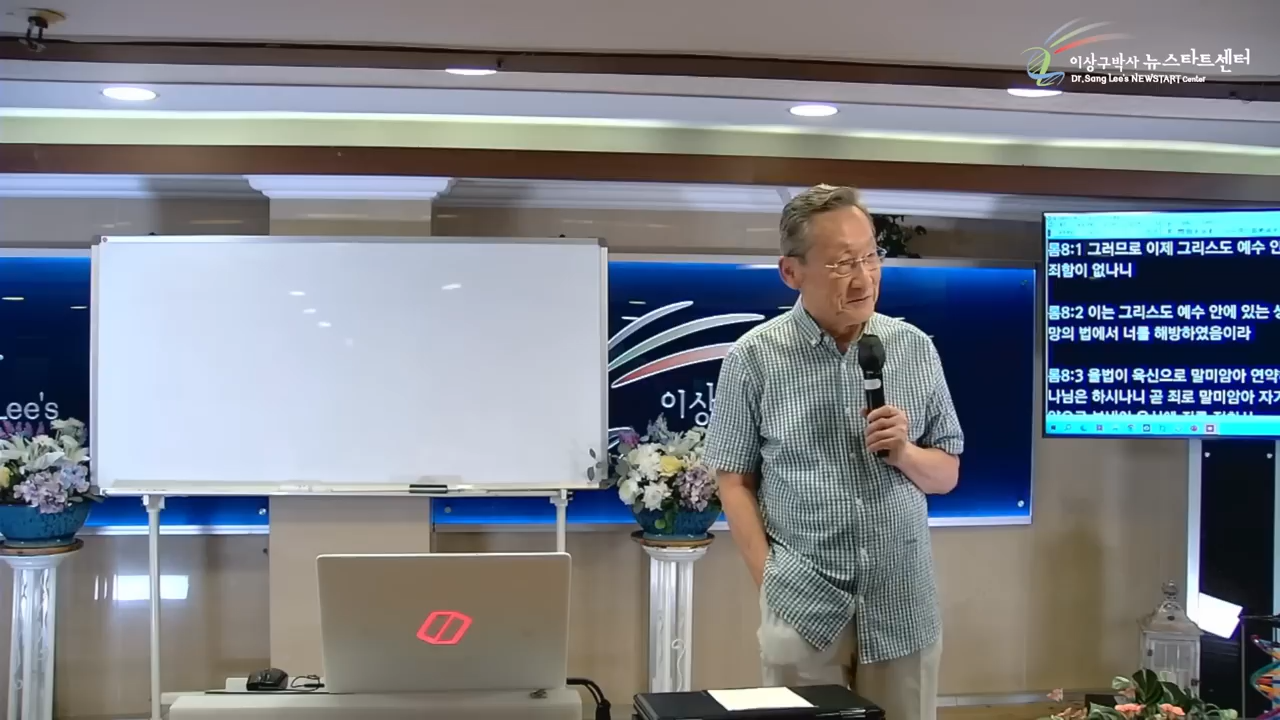 이상구박사 뉴스타트센터
Dr. Sang Lee's NEWSTART Center
롬8:1 그러므로 이제 그리스도 예수
죄함이 없나니
롬8:2 이는 그리스도 예수 안에 있는
망의 법에서 너를 해방하였음이라
롬8:3 율법이 육신으로 말미암아
나님은 하시나니 곧 죄로 말미암아
Lee's
이상